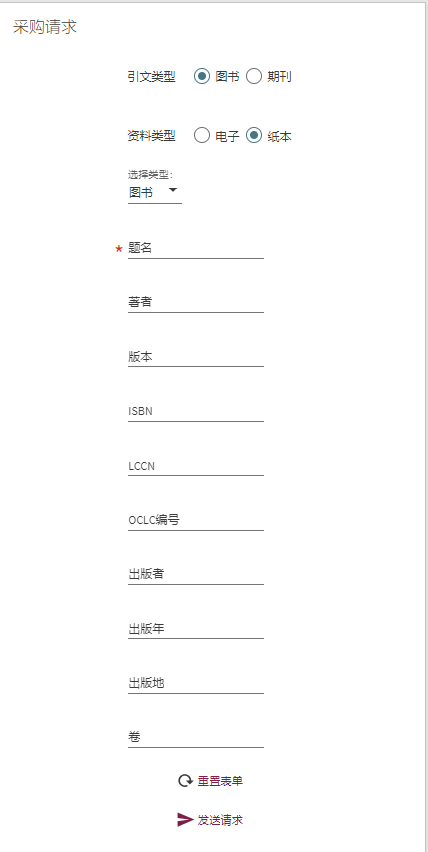 采购请求
引文类型 图书 期刊
资料类型 电子 纸本
选择类型：
图书
* 题名
著者
版本
ISBN
LCCN
OCLC编号
出版者
出版年
出版地
卷
重置表单
发送请求